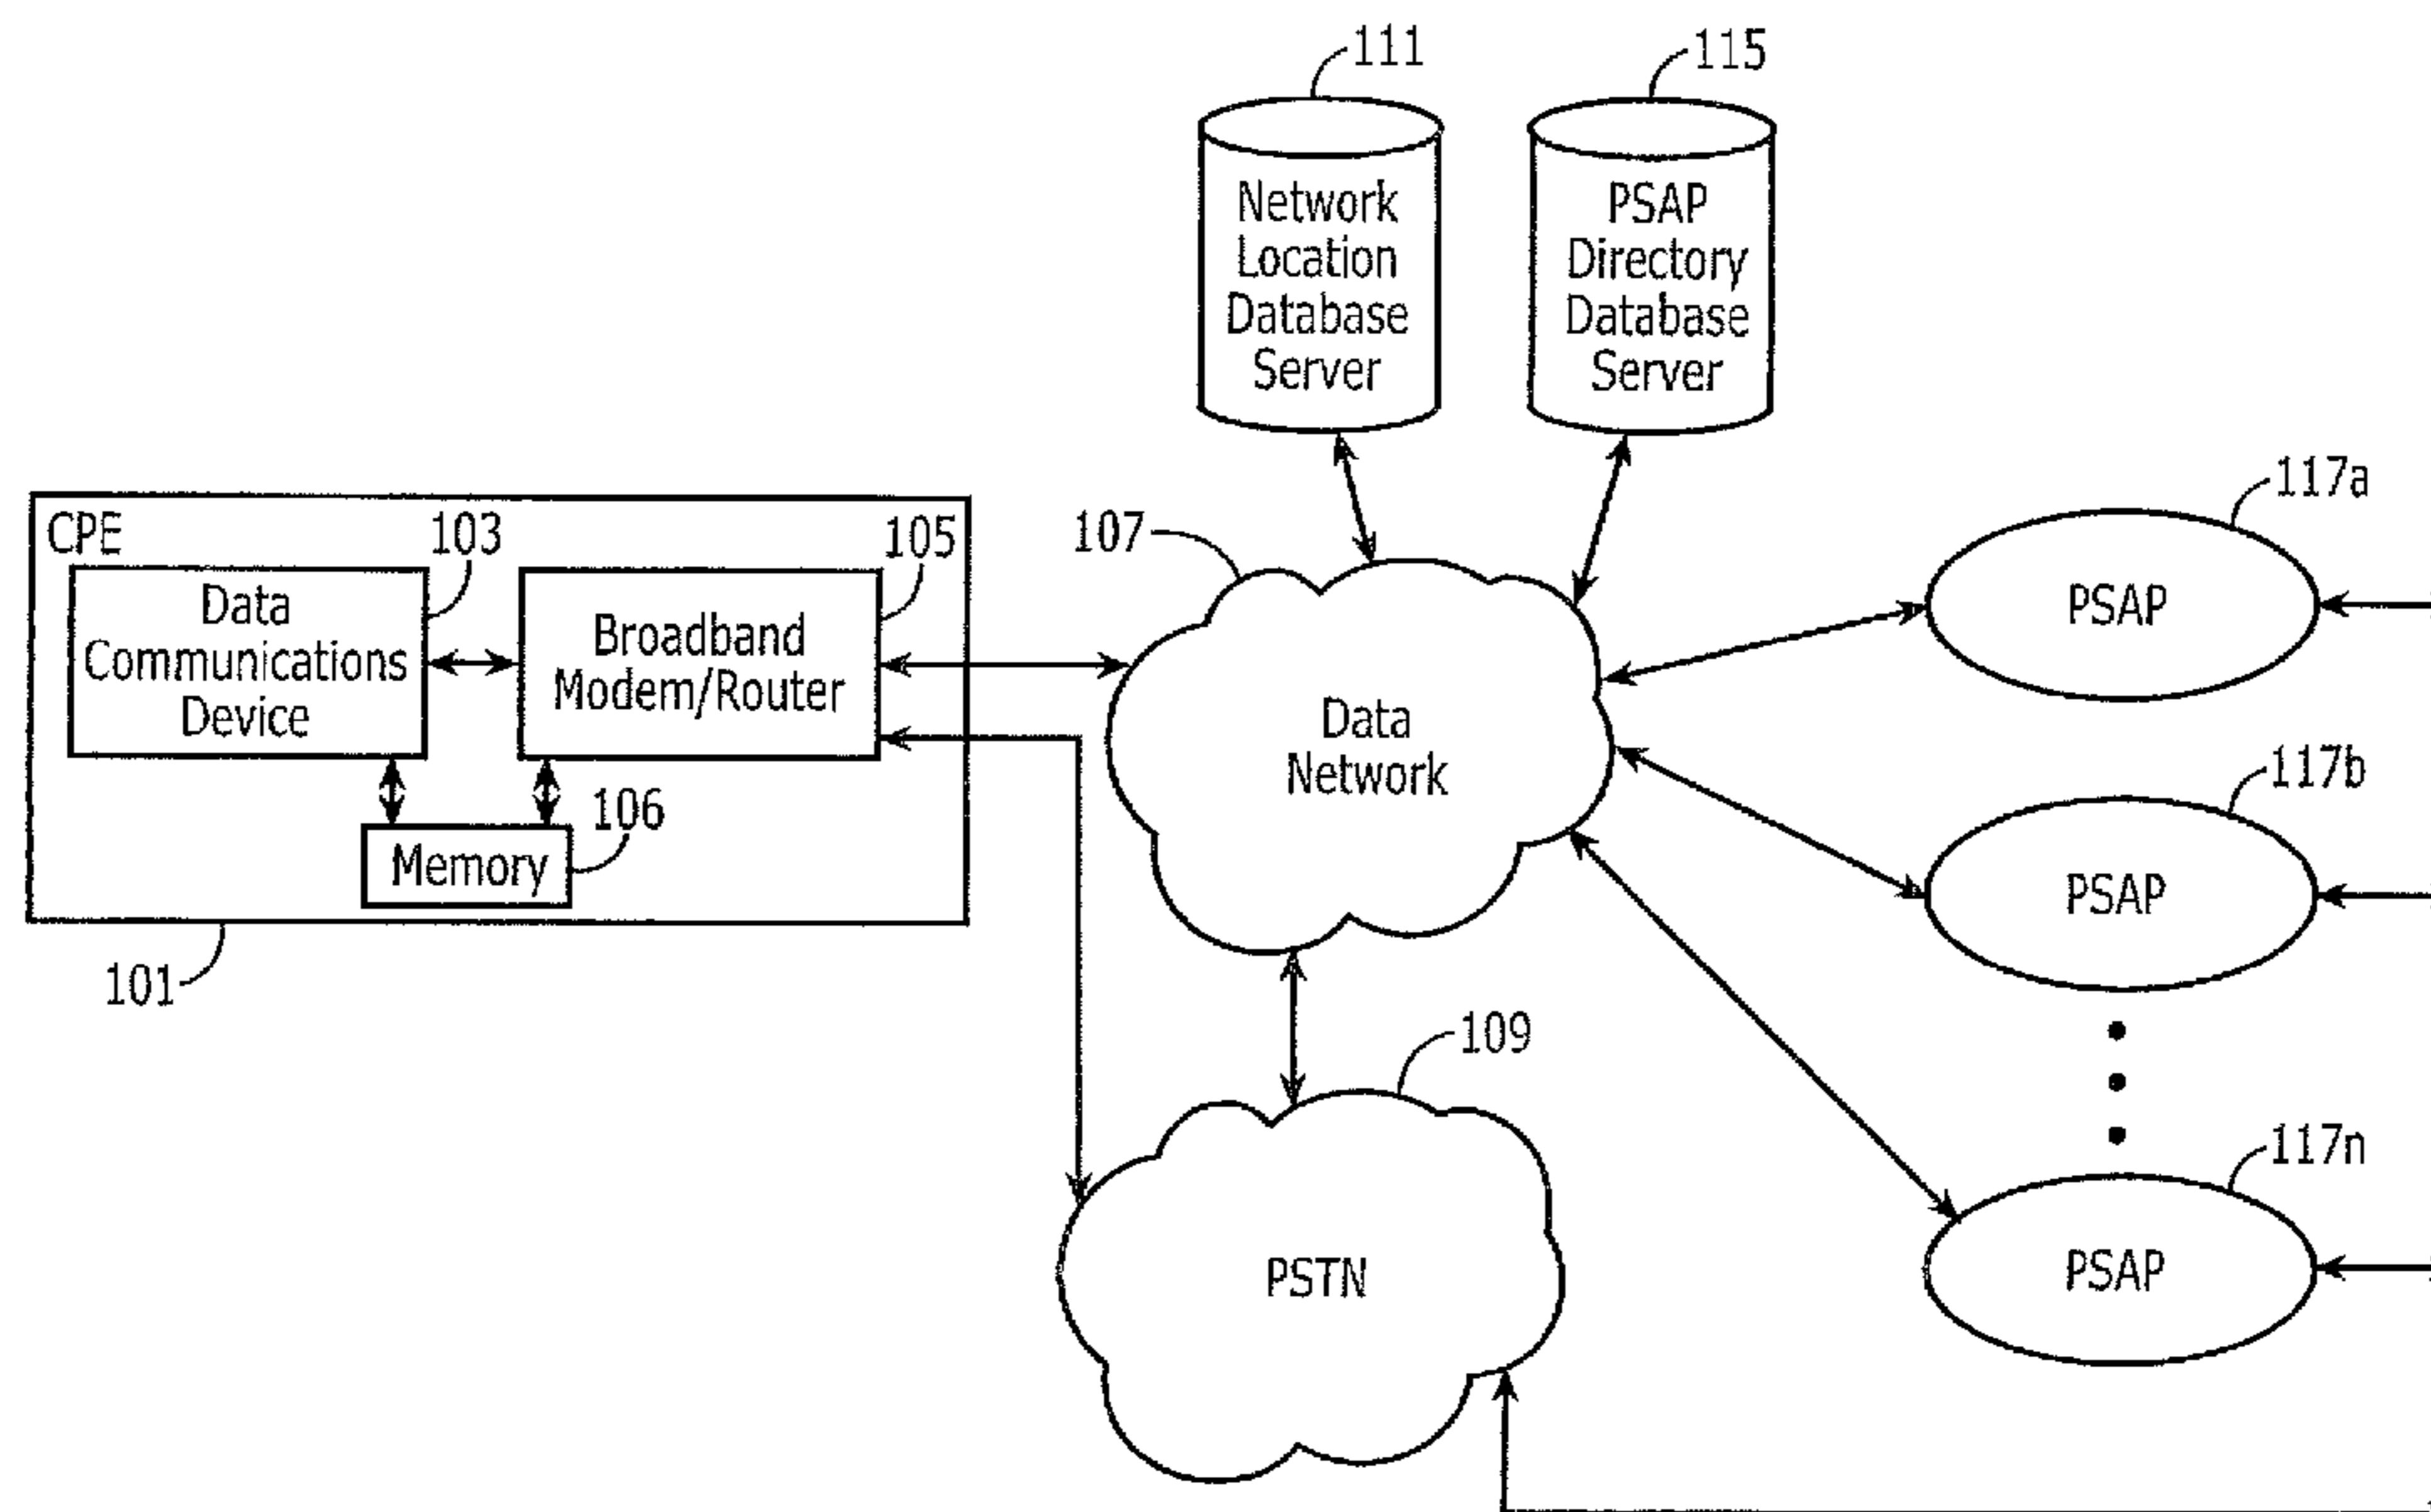 111
115
Network
Location
Database
Server
PSAP
Directory
Database
Server
CPE
103
105
Data
Communications
Device
Broadband
Modem/Router
106
Memory
101
107
Data
Network
117a
PSAP
117b
PSAP
109
PSTN
117n
PSAP